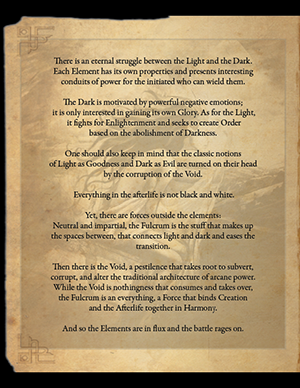 There is an eternal struggle between the Light and the Dark.
Each Element has its own properties and presents interesting
conduits of power for the initiated who can wield them.
The Dark is motivated by powerful negative emotions;
it is only interested in gaining its own Glory. As for the Light,
it fights for Enlightenment and seeks to create Order
based on the abolishment of Darkness.
One should also keep in mind that the classic notions
of Light as Goodness and Dark as Evil are turned on their head
by the corruption of the Void.
Everything in the afterlife is not black and white.
Yet, there are forces outside the elements:
Neutral and impartial, the Fulcrum is the stuff that makes up
the spaces between, that connects light and dark and eases the
transition.
Then there is the Void, a pestilence that takes root to subvert,
corrupt, and alter the traditional architecture of arcane power.
While the Void is nothingness that consumes and takes over,
the Fulcrum is an everything, a Force that binds Creation
and the Afterlife together in Harmony.
And so the Elements are in flux and the battle rages on.